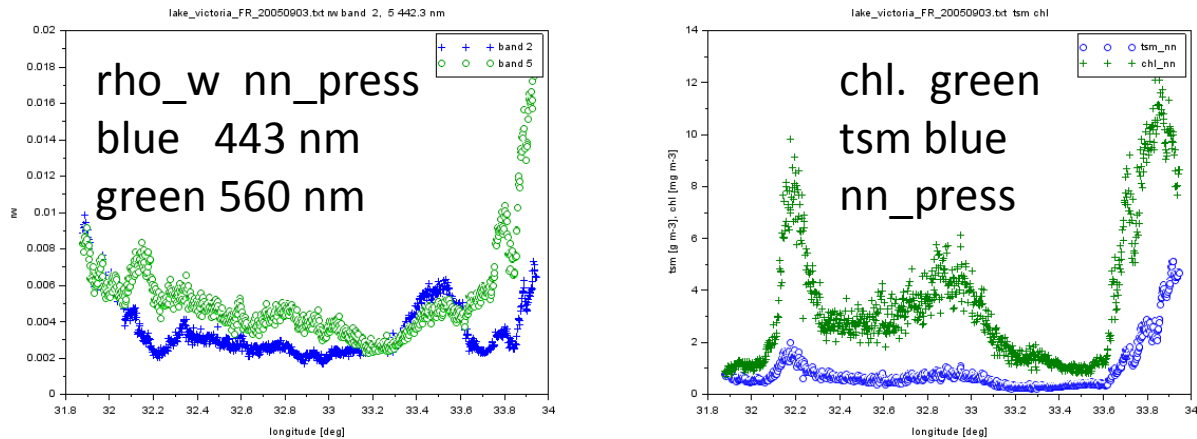 lake_victoria_FR_20050903.txt rw band 2, 5 442.3 nm
0.02
0.018
0.016
0.014
0.012
0.01
0.008
0.006
0.004
0.002
0
rw
band 2
band 5
rho_w nn_press
blue 443 nm
green 560 nm
31.8 32 32.2 32.4 32.6 32.8 33 33.2 33.4 33.6 33.8 34
longitude [deg]
lake_victoria_FR_20050903.txt tsm chl
14
12
10
8
6
4
2
0
tsm [g m-3], chl [mg m-3]
tsm_nn
chl_nn
chl. green
tsm blue
nn_press
31.8 32 32.2 32.4 32.6 32.8 33 33.2 33.4 33.6 33.8 34
longitude [deg]